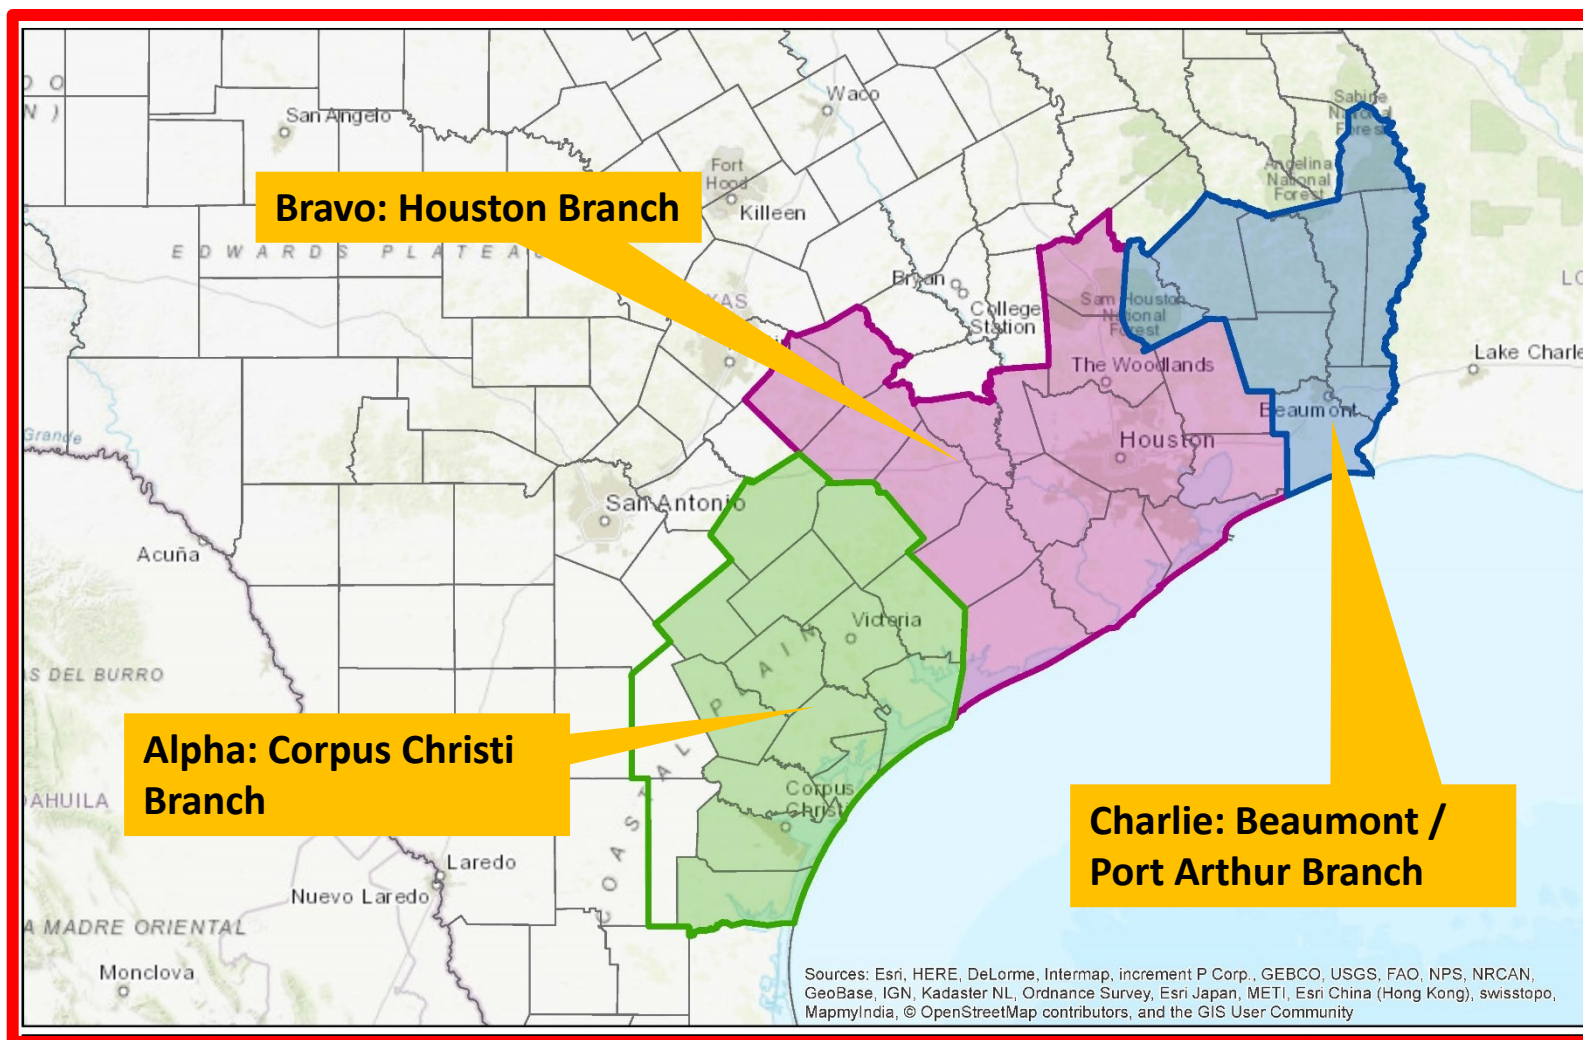 Waco
Sabine
National
Forest
San Angelo
Angelina
National
Forest
Fort
Hood
Killeen
Bravo: Houston Branch
EDWARDS PLATEAU
Bryan
College
Station
Sam Houston
National
Forest
Lake Charle
The Woodlands
Beaumont
Grande
Houston
San Antonio
Acuña
Victoria
S DEL BURRO
COASTAL PLAIN
Alpha: Corpus Christi
Branch
AHUILA
Corpus
Christi
Charlie: Beaumont /
Port Arthur Branch
Laredo
Nuevo Laredo
A MADRE ORIENTAL
Monclova
Sources: Esri, HERE, DeLorme, Intermap, increment P Corp., GEBCO, USGS, FAO, NPS, NRCAN,
GeoBase, IGN, Kadaster NL, Ordnance Survey, Esri Japan, METI, Esri China (Hong Kong), swisstopo,
MapmyIndia, © OpenStreetMap contributors, and the GIS User Community